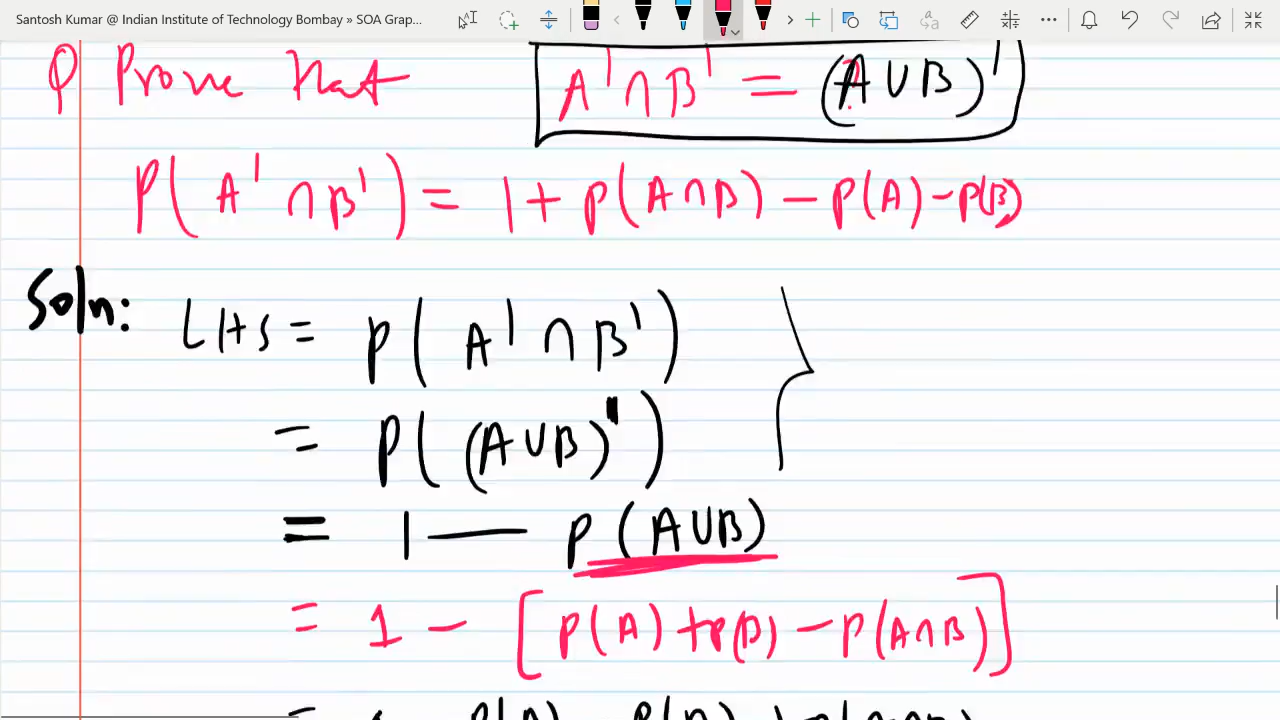 Santosh Kumar @ Indian Institute of Technology Bombay » SOA Grap...
Q Prove that A' ∩ B' = (A ∪ B)'
P( A' ∩ B' ) = 1 + P(A ∩ B) - P(A) - P(B)
Soln: LHS = P( A' ∩ B' )
= P( (A ∪ B)' )
= 1 - P (A ∪ B)
= 1 - [ P(A) + P(B) - P(A ∩ B) ]